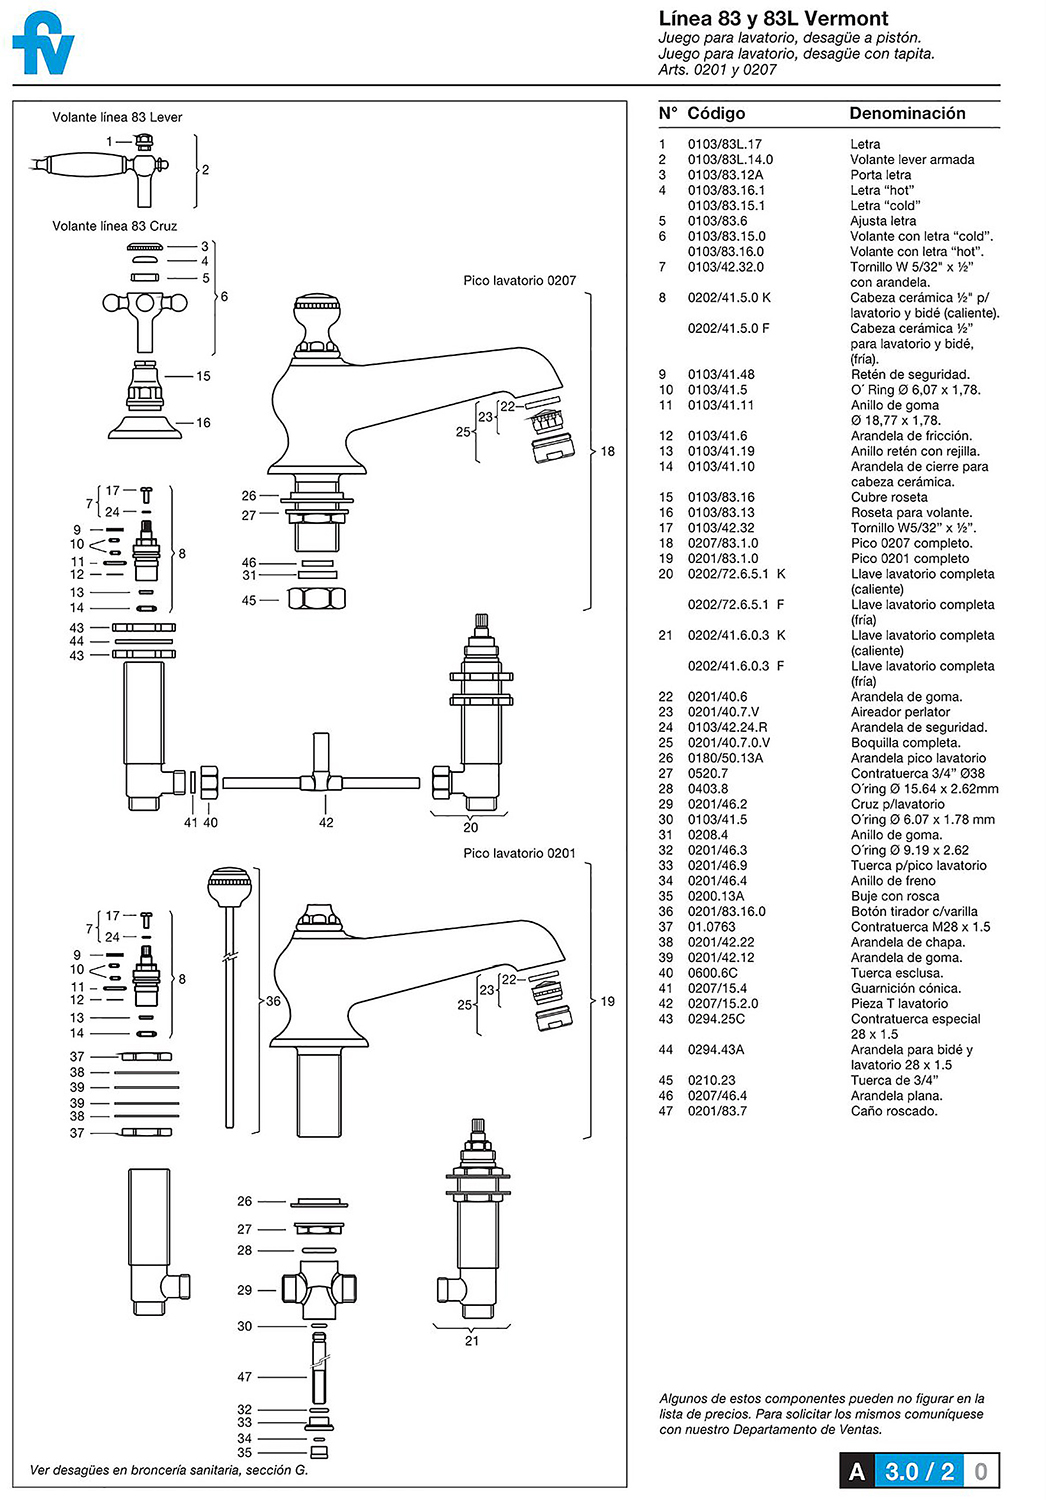 fv
Línea 83 y 83L Vermont
Juego para lavatorio, desagüe a pistón.
Juego para lavatorio, desagüe con tapita.
Arts. 0201 y 0207
Volante línea 83 Lever
1
2
Volante línea 83 Cruz
3
4
5
6
15
16
Pico lavatorio 0207
22
23
25
18
26
27
46
31
45
17
7
24
9
10
8
11
12
13
14
43
44
43
41 40
42
20
Pico lavatorio 0201
17
7
24
9
10
8
11
12
13
14
36
22
23
25
19
37
38
39
39
38
37
26
27
28
29
30
47
32
33
34
35
21
Ver desagües en broncería sanitaria, sección G.
N° Código Denominación
1 0103/83L.17 Letra
2 0103/83L.14.0 Volante lever armada
3 0103/83.12A Porta letra
4 0103/83.16.1 Letra “hot”
0103/83.15.1 Letra “cold”
5 0103/83.6 Ajusta letra
6 0103/83.15.0 Volante con letra “cold”.
0103/83.16.0 Volante con letra “hot”.
7 0103/42.32.0 Tornillo W 5/32" x ½”
con arandela.
8 0202/41.5.0 K Cabeza cerámica ½" p/
lavatorio y bidé (caliente).
0202/41.5.0 F Cabeza cerámica ½”
para lavatorio y bidé,
(fría).
9 0103/41.48 Retén de seguridad.
10 0103/41.5 O´ Ring Ø 6,07 x 1,78.
11 0103/41.11 Anillo de goma
Ø 18,77 x 1,78.
12 0103/41.6 Arandela de fricción.
13 0103/41.19 Anillo retén con rejilla.
14 0103/41.10 Arandela de cierre para
cabeza cerámica.
15 0103/83.16 Cubre roseta
16 0103/83.13 Roseta para volante.
17 0103/42.32 Tornillo W5/32” x ½”.
18 0207/83.1.0 Pico 0207 completo.
19 0201/83.1.0 Pico 0201 completo
20 0202/72.6.5.1 K Llave lavatorio completa
(caliente)
0202/72.6.5.1 F Llave lavatorio completa
(fría)
21 0202/41.6.0.3 K Llave lavatorio completa
(caliente)
0202/41.6.0.3 F Llave lavatorio completa
(fría)
22 0201/40.6 Arandela de goma.
23 0201/40.7.V Aireador perlator
24 0103/42.24.R Arandela de seguridad.
25 0201/40.7.0.V Boquilla completa.
26 0180/50.13A Arandela pico lavatorio
27 0520.7 Contratuerca 3/4” Ø38
28 0403.8 O´ring Ø 15.64 x 2.62mm
29 0201/46.2 Cruz p/lavatorio
30 0103/41.5 O´ring Ø 6.07 x 1.78 mm
31 0208.4 Anillo de goma.
32 0201/46.3 O´ring Ø 9.19 x 2.62
33 0201/46.9 Tuerca p/pico lavatorio
34 0201/46.4 Anillo de freno
35 0200.13A Buje con rosca
36 0201/83.16.0 Botón tirador c/varilla
37 01.0763 Contratuerca M28 x 1.5
38 0201/42.22 Arandela de chapa.
39 0201/42.12 Arandela de goma.
40 0600.6C Tuerca esclusa.
41 0207/15.4 Guarnición cónica.
42 0207/15.2.0 Pieza T lavatorio
43 0294.25C Contratuerca especial
28 x 1.5
44 0294.43A Arandela para bidé y
lavatorio 28 x 1.5
45 0210.23 Tuerca de 3/4”
46 0207/46.4 Arandela plana.
47 0201/83.7 Caño roscado.
Algunos de estos componentes pueden no figurar en la
lista de precios. Para solicitar los mismos comuníquese
con nuestro Departamento de Ventas.
A 3.0 / 2 0